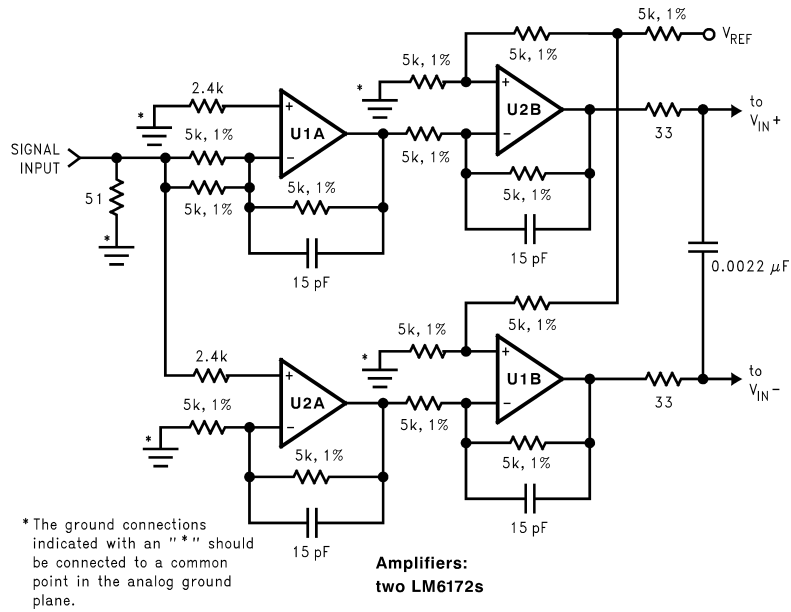 5k, 1%
5k, 1%
V_REF
*
5k, 1%
2.4k
+
U2B
−
to
V_IN+
*
+
U1A
−
5k, 1%
33
SIGNAL
INPUT
5k, 1%
5k, 1%
5k, 1%
5k, 1%
51
*
15 pF
15 pF
0.0022 μF
5k, 1%
5k, 1%
*
2.4k
+
U1B
−
to
V_IN−
+
U2A
−
5k, 1%
33
5k, 1%
*
5k, 1%
5k, 1%
15 pF
15 pF
* The ground connections
indicated with an "*" should
be connected to a common
point in the analog ground
plane.
Amplifiers:
two LM6172s